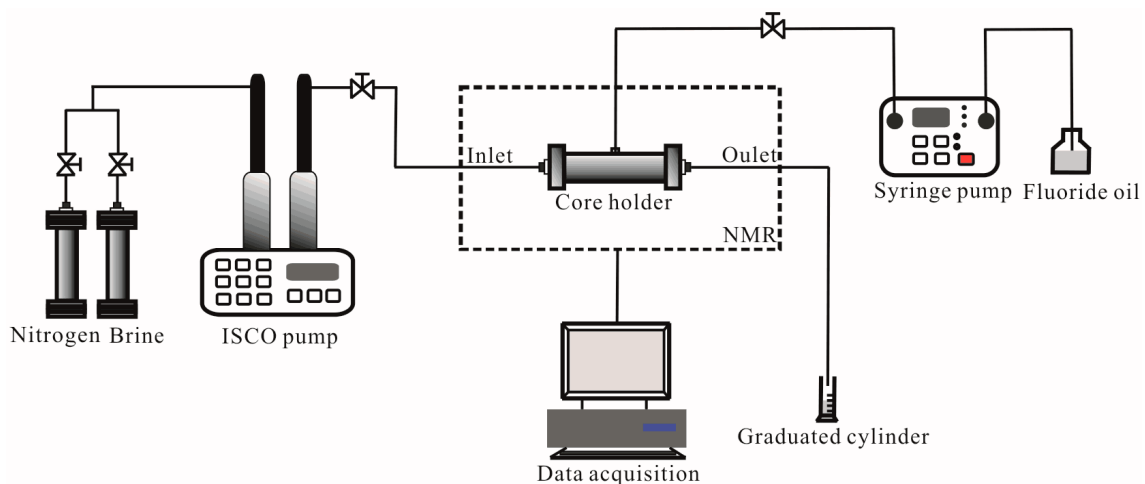 Inlet
Oulet
Core holder
NMR
Syringe pump
Fluoride oil
Nitrogen
Brine
ISCO pump
Graduated cylinder
Data acquisition